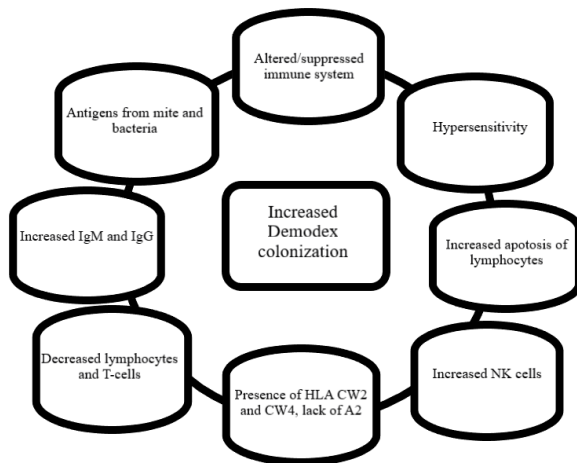 Altered/suppressed
immune system
Antigens from mite and
bacteria
Hypersensitivity
Increased
Demodex
colonization
Increased IgM and IgG
Increased apotosis of
lymphocytes
Decreased lymphocytes
and T-cells
Presence of HLA CW2
and CW4, lack of A2
Increased NK cells